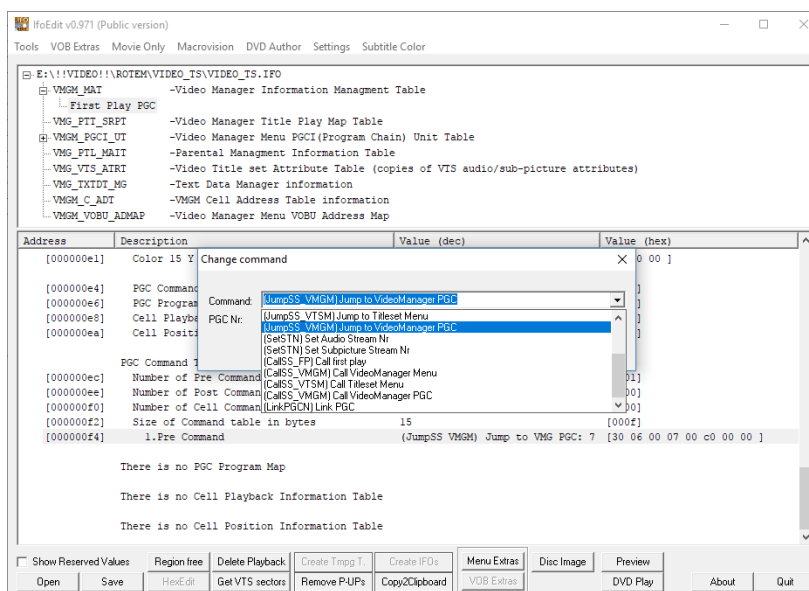 IfoEdit v0.971 (Public version)
Tools VOB Extras Movie Only Macrovision DVD Author Settings Subtitle Color
E:\!!VIDEO!!\ROTEM\VIDEO_TS\VIDEO_TS.IFO
VMGM_MAT -Video Manager Information Managment Table
First Play PGC
VMG_PTT_SRPT -Video Manager Title Play Map Table
VMGM_PGCI_UT -Video Manager Menu PGCI(Program Chain) Unit Table
VMG_PTL_MAIT -Parental Managment Information Table
VMG_VTS_ATRT -Video Title set Attribute Table (copies of VTS audio/sub-picture attributes)
VMG_TXTDT_MG -Text Data Manager information
VMGM_C_ADT -VMGM Cell Address Table information
VMGM_VOBU_ADMAP -Video Manager Menu VOBU Address Map
Address Description Value (dec) Value (hex)
[000000e1] Color 15 Y 0 00 ]
Change command
[000000e4] PGC Command ]
[000000e6] PGC Program ]
Command: (JumpSS_VMGM) Jump to VideoManager PGC
[000000e8] Cell Playba ]
PGC Nr: (JumpSS_VTSM) Jump to Titleset Menu
[000000ea] Cell Positi ]
(JumpSS_VMGM) Jump to VideoManager PGC
(SetSTN) Set Audio Stream Nr
(SetSTN) Set Subpicture Stream Nr
PGC Command T (CallSS_FP) Call first play
[000000ec] Number of Pre Command (CallSS_VMGM) Call VideoManager Menu 01]
[000000ee] Number of Post Comman (CallSS_VTSM) Call Titleset Menu 00]
(CallSS_VMGM) Call VideoManager PGC
[000000f0] Number of Cell Comman (LinkPGCN) Link PGC 00]
[000000f2] Size of Command table in bytes 15 [000f]
[000000f4] 1.Pre Command (JumpSS VMGM) Jump to VMG PGC: 7 [30 06 00 07 00 c0 00 00 ]
There is no PGC Program Map
There is no Cell Playback Information Table
There is no Cell Position Information Table
Show Reserved Values Region free Delete Playback Create Tmpg T. Create IFOs Menu Extras Disc Image Preview
Open Save HexEdit Get VTS sectors Remove P-UPs Copy2Clipboard VOB Extras DVD Play About Quit